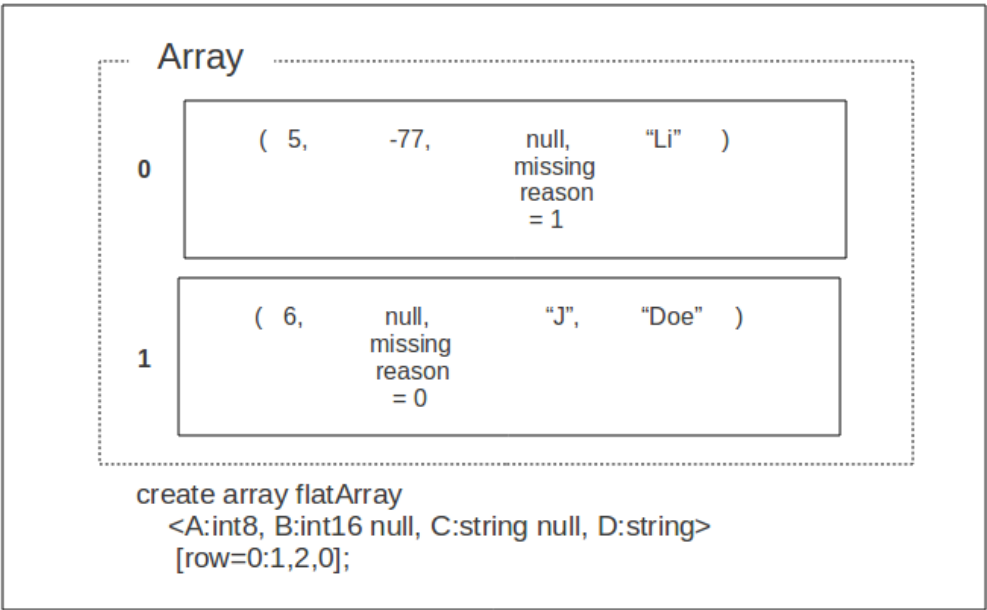 Array
0
( 5, -77, null, “Li” )
missing
reason
= 1
1
( 6, null, “J”, “Doe” )
missing
reason
= 0
create array flatArray
<A:int8, B:int16 null, C:string null, D:string>
[row=0:1,2,0];